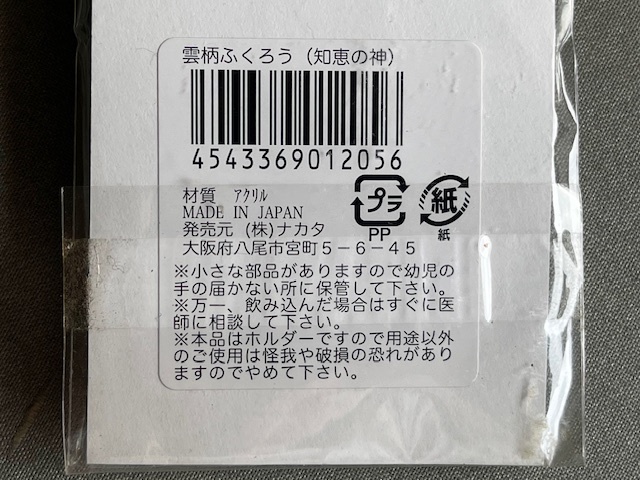 雲柄ふくろう（知恵の神）
4543369012056
材質 ｱｸﾘﾙ
MADE IN JAPAN
発売元 (株)ナカタ
大阪府八尾市宮町５－６－４５
プラ
PP
紙
紙
※小さな部品がありますので幼児の
手の届かない所に保管して下さい。
※万一、飲み込んだ場合はすぐに医
師に相談して下さい。
※本品はホルダーですので用途以外
のご使用は怪我や破損の恐れがあり
ますのでやめて下さい。